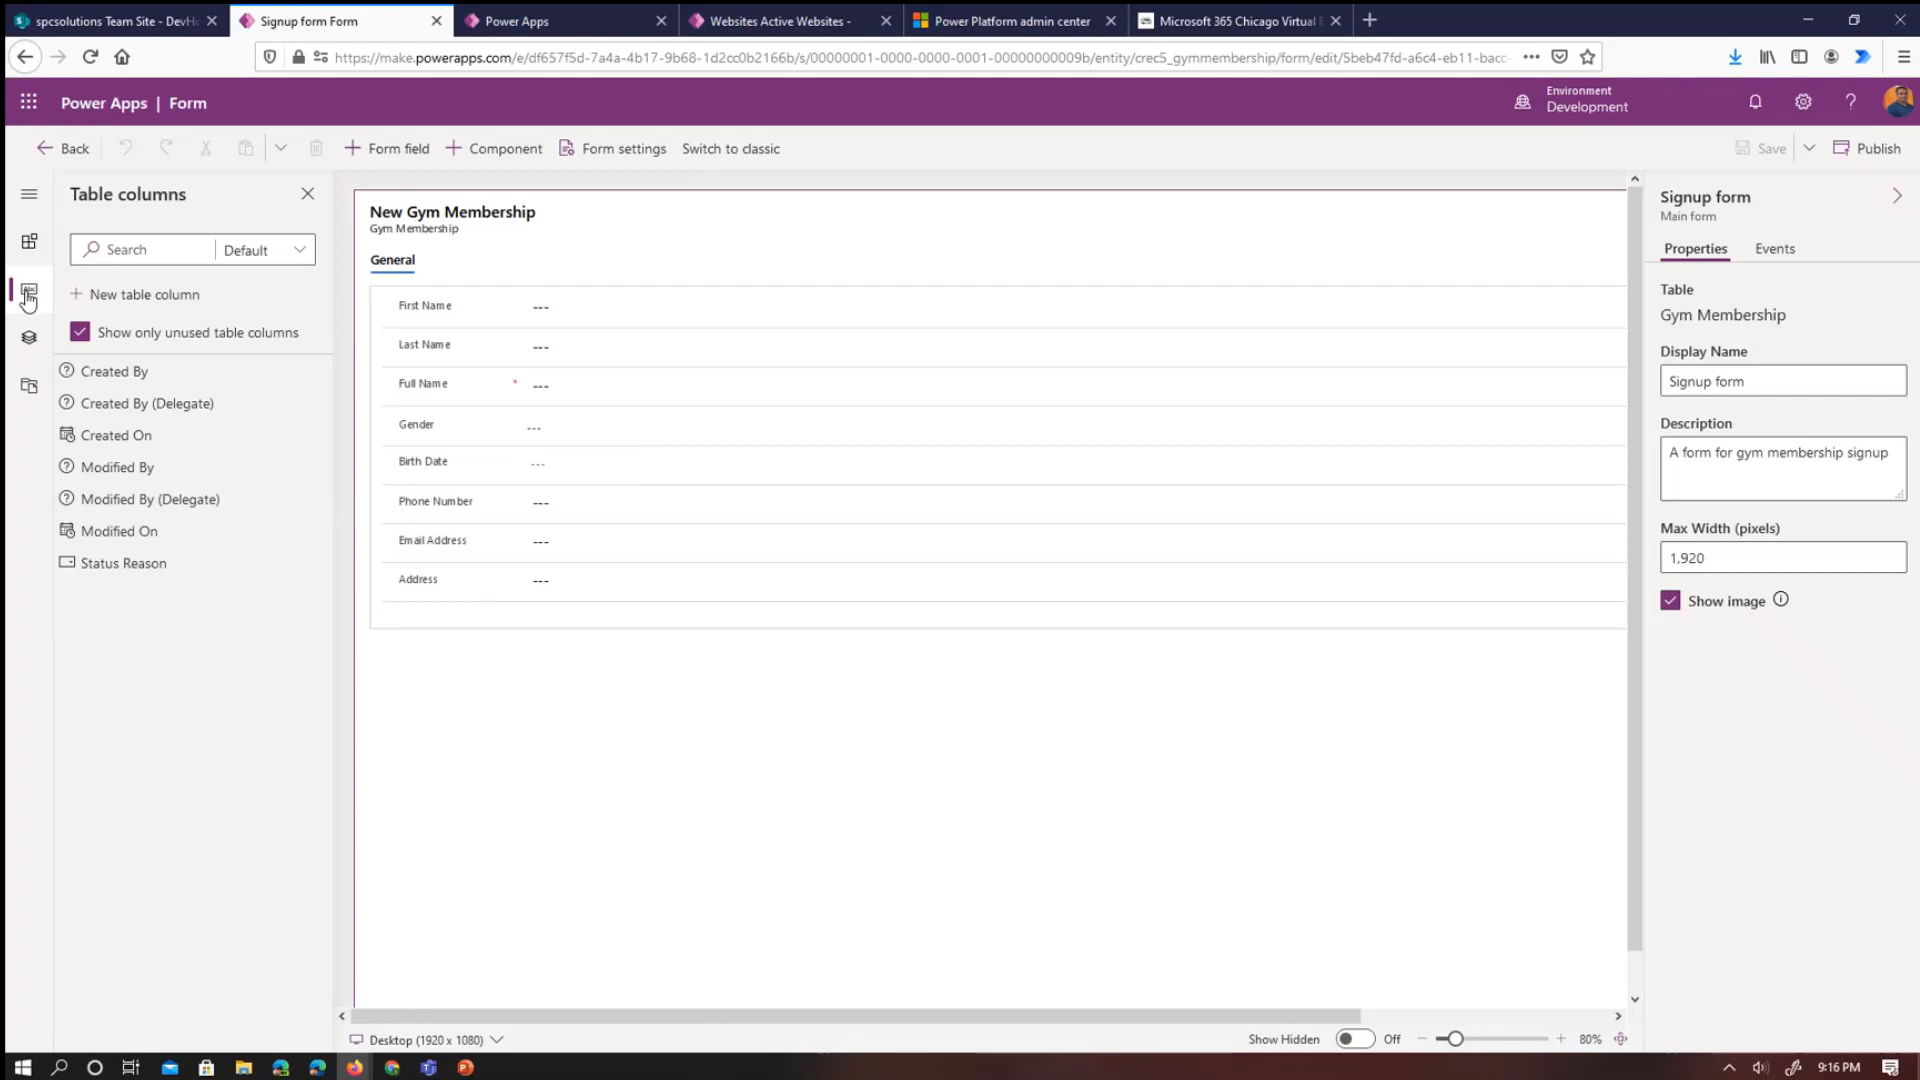 spcsolutions Team Site - DevHo
Signup form Form
Power Apps
Websites Active Websites -
Power Platform admin center
Microsoft 365 Chicago Virtual E
https://make.powerapps.com/e/df657f5d-7a4a-4b17-9b68-1d2cc0b2166b/s/00000001-0000-0000-0001-00000000009b/entity/crec5_gymmembership/form/edit/5beb47fd-a6c4-eb11-bacc-
Power Apps | Form
Environment
Development
Back
Form field
Component
Form settings
Switch to classic
Save
Publish
Table columns
Search
Default
New table column
Show only unused table columns
Created By
Created By (Delegate)
Created On
Modified By
Modified By (Delegate)
Modified On
Status Reason
New Gym Membership
Gym Membership
General
First Name ---
Last Name ---
Full Name * ---
Gender ---
Birth Date ---
Phone Number ---
Email Address ---
Address ---
Signup form
Main form
Properties
Events
Table
Gym Membership
Display Name
Signup form
Description
A form for gym membership signup
Max Width (pixels)
1,920
Show image
Desktop (1920 x 1080)
Show Hidden
Off
80%
9:16 PM